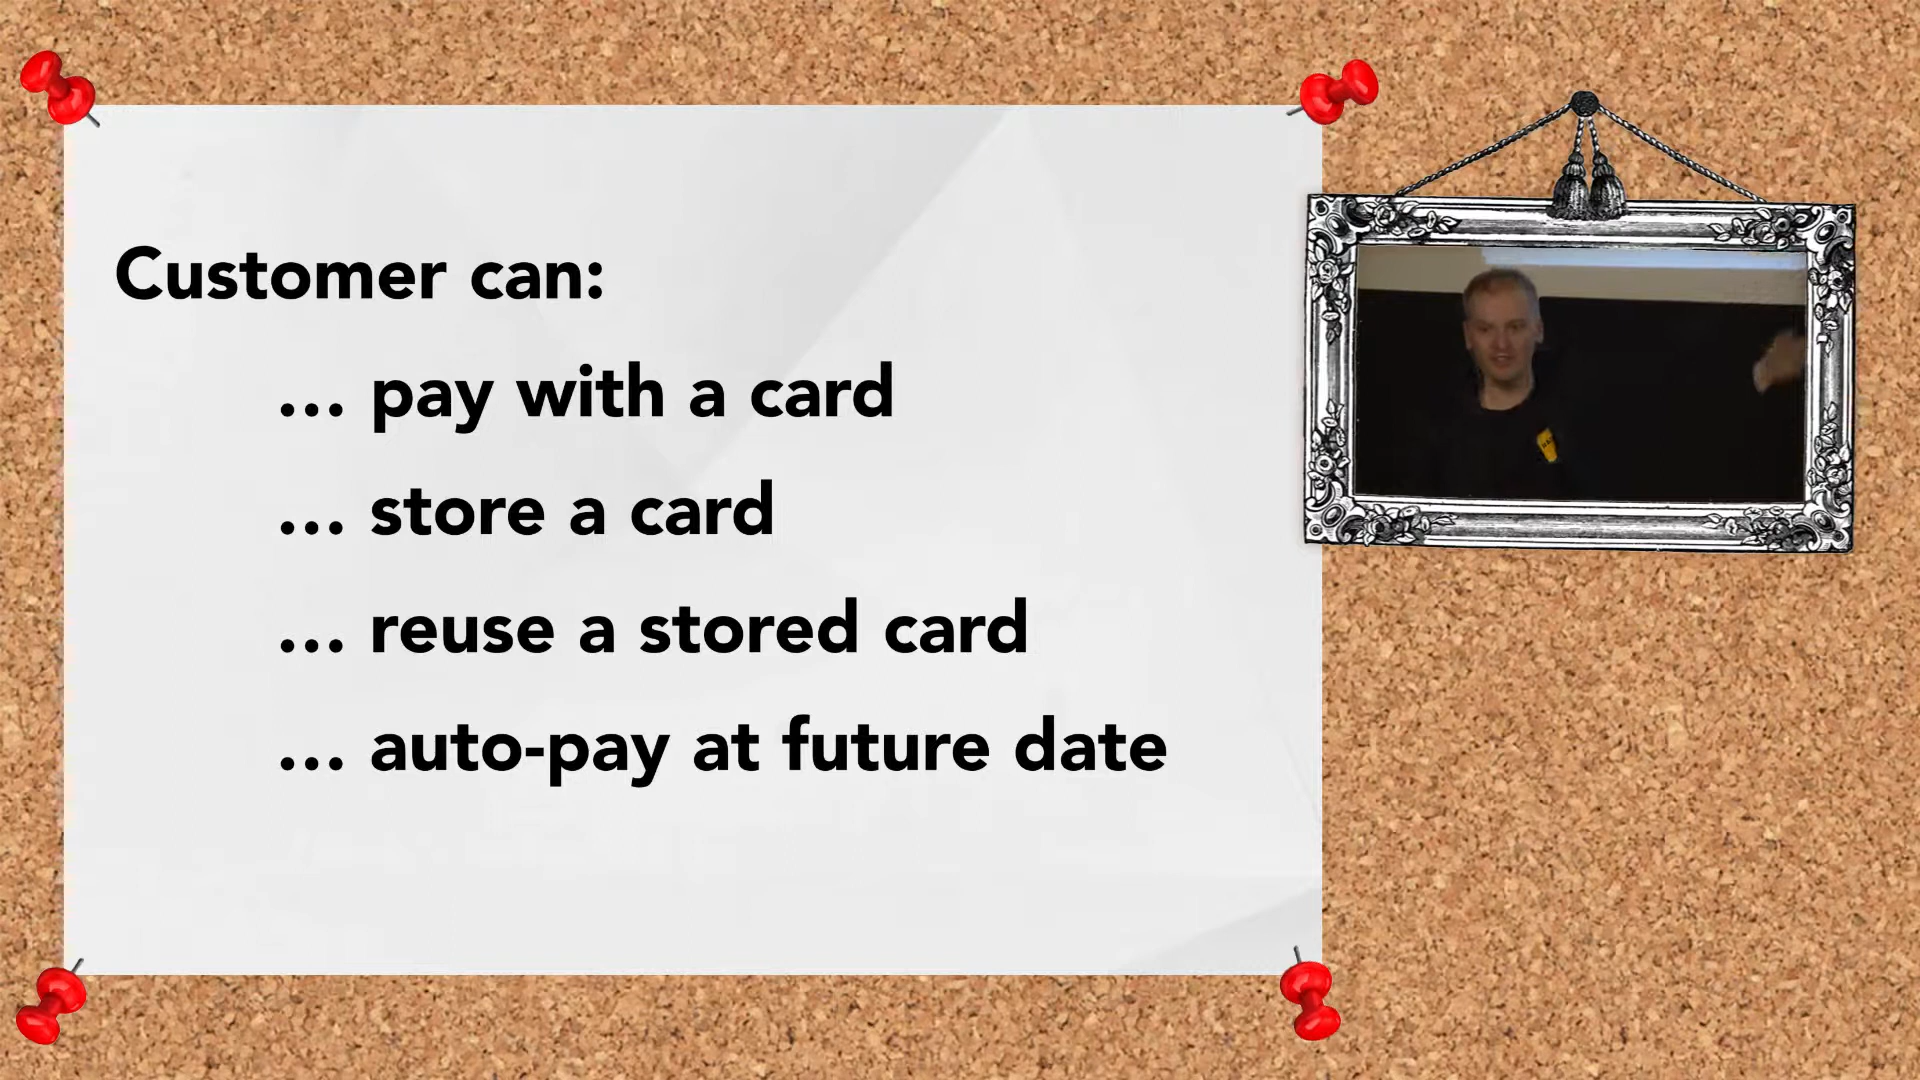 Customer can:
... pay with a card
... store a card
... reuse a stored card
... auto-pay at future date